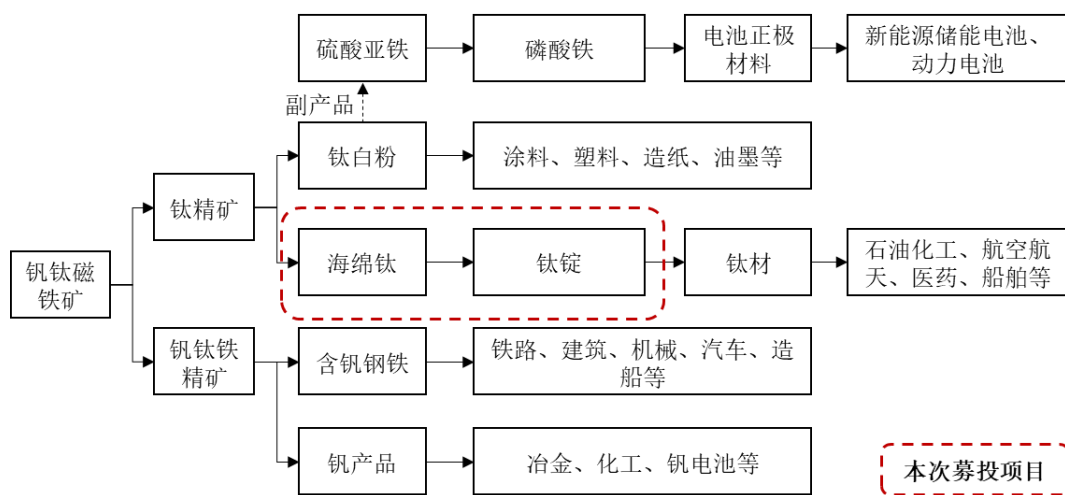 硫酸亚铁
磷酸铁
电池正极
材料
新能源储能电池、
动力电池
副产品
钛白粉
涂料、塑料、造纸、油墨等
钛精矿
海绵钛
钛锭
钛材
石油化工、航空航
天、医药、船舶等
钒钛磁
铁矿
钒钛铁
精矿
含钒钢铁
铁路、建筑、机械、汽车、造
船等
钒产品
冶金、化工、钒电池等
本次募投项目